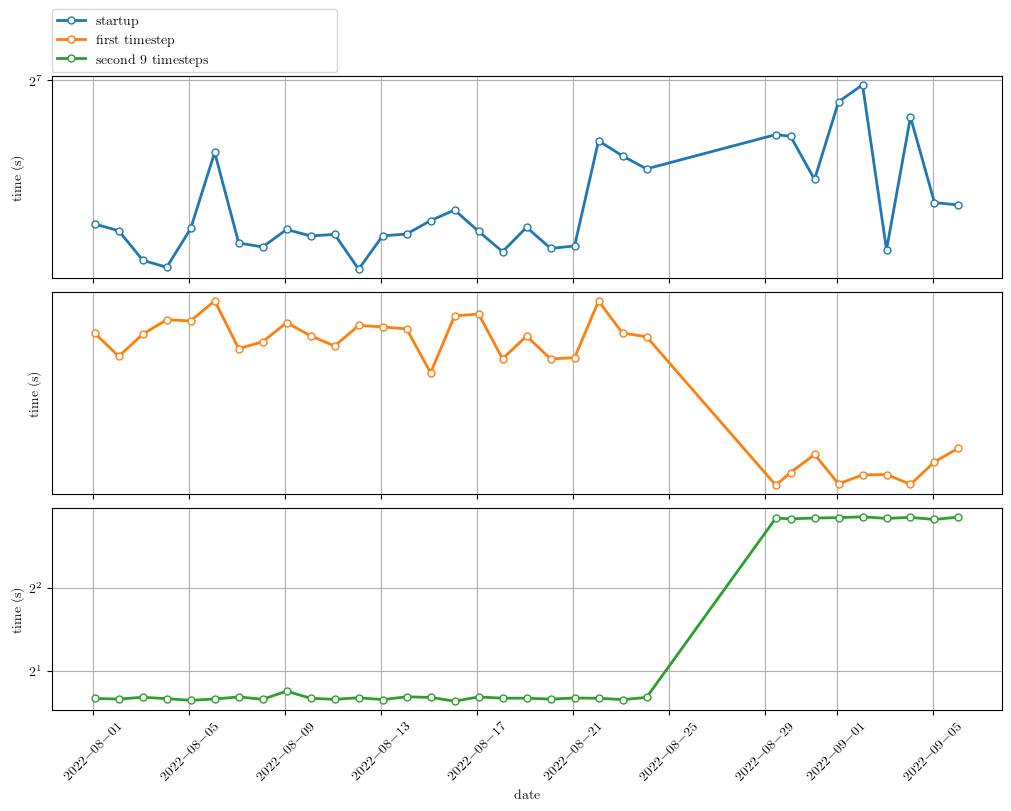 startup
first timestep
second 9 timesteps
2^7
time (s)
time (s)
2^2
2^1
time (s)
2022−08−01
2022−08−05
2022−08−09
2022−08−13
2022−08−17
2022−08−21
2022−08−25
2022−08−29
2022−09−01
2022−09−05
date